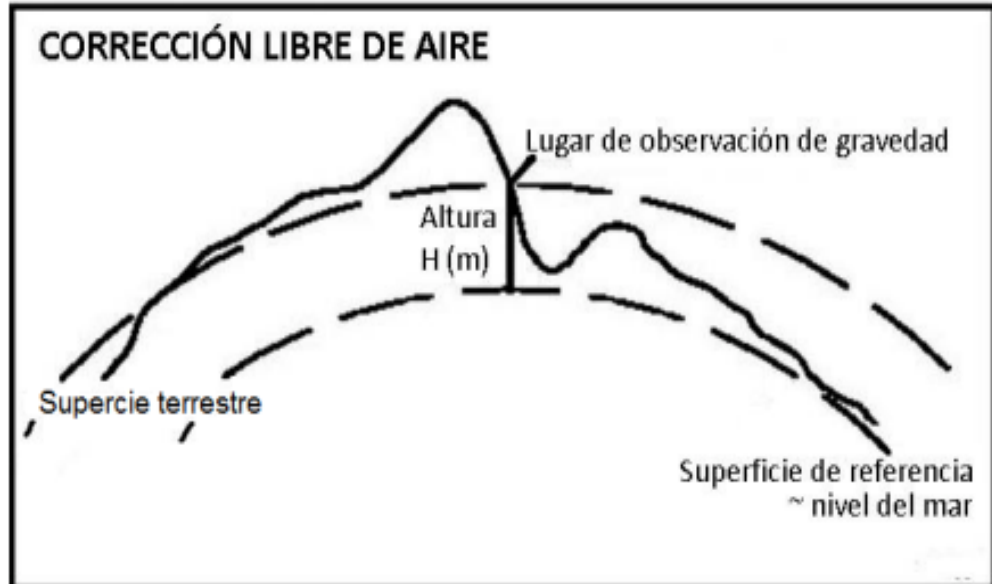 CORRECCIÓN LIBRE DE AIRE
Lugar de observación de gravedad
Altura
H (m)
Supercie terrestre
Superficie de referencia
~ nivel del mar